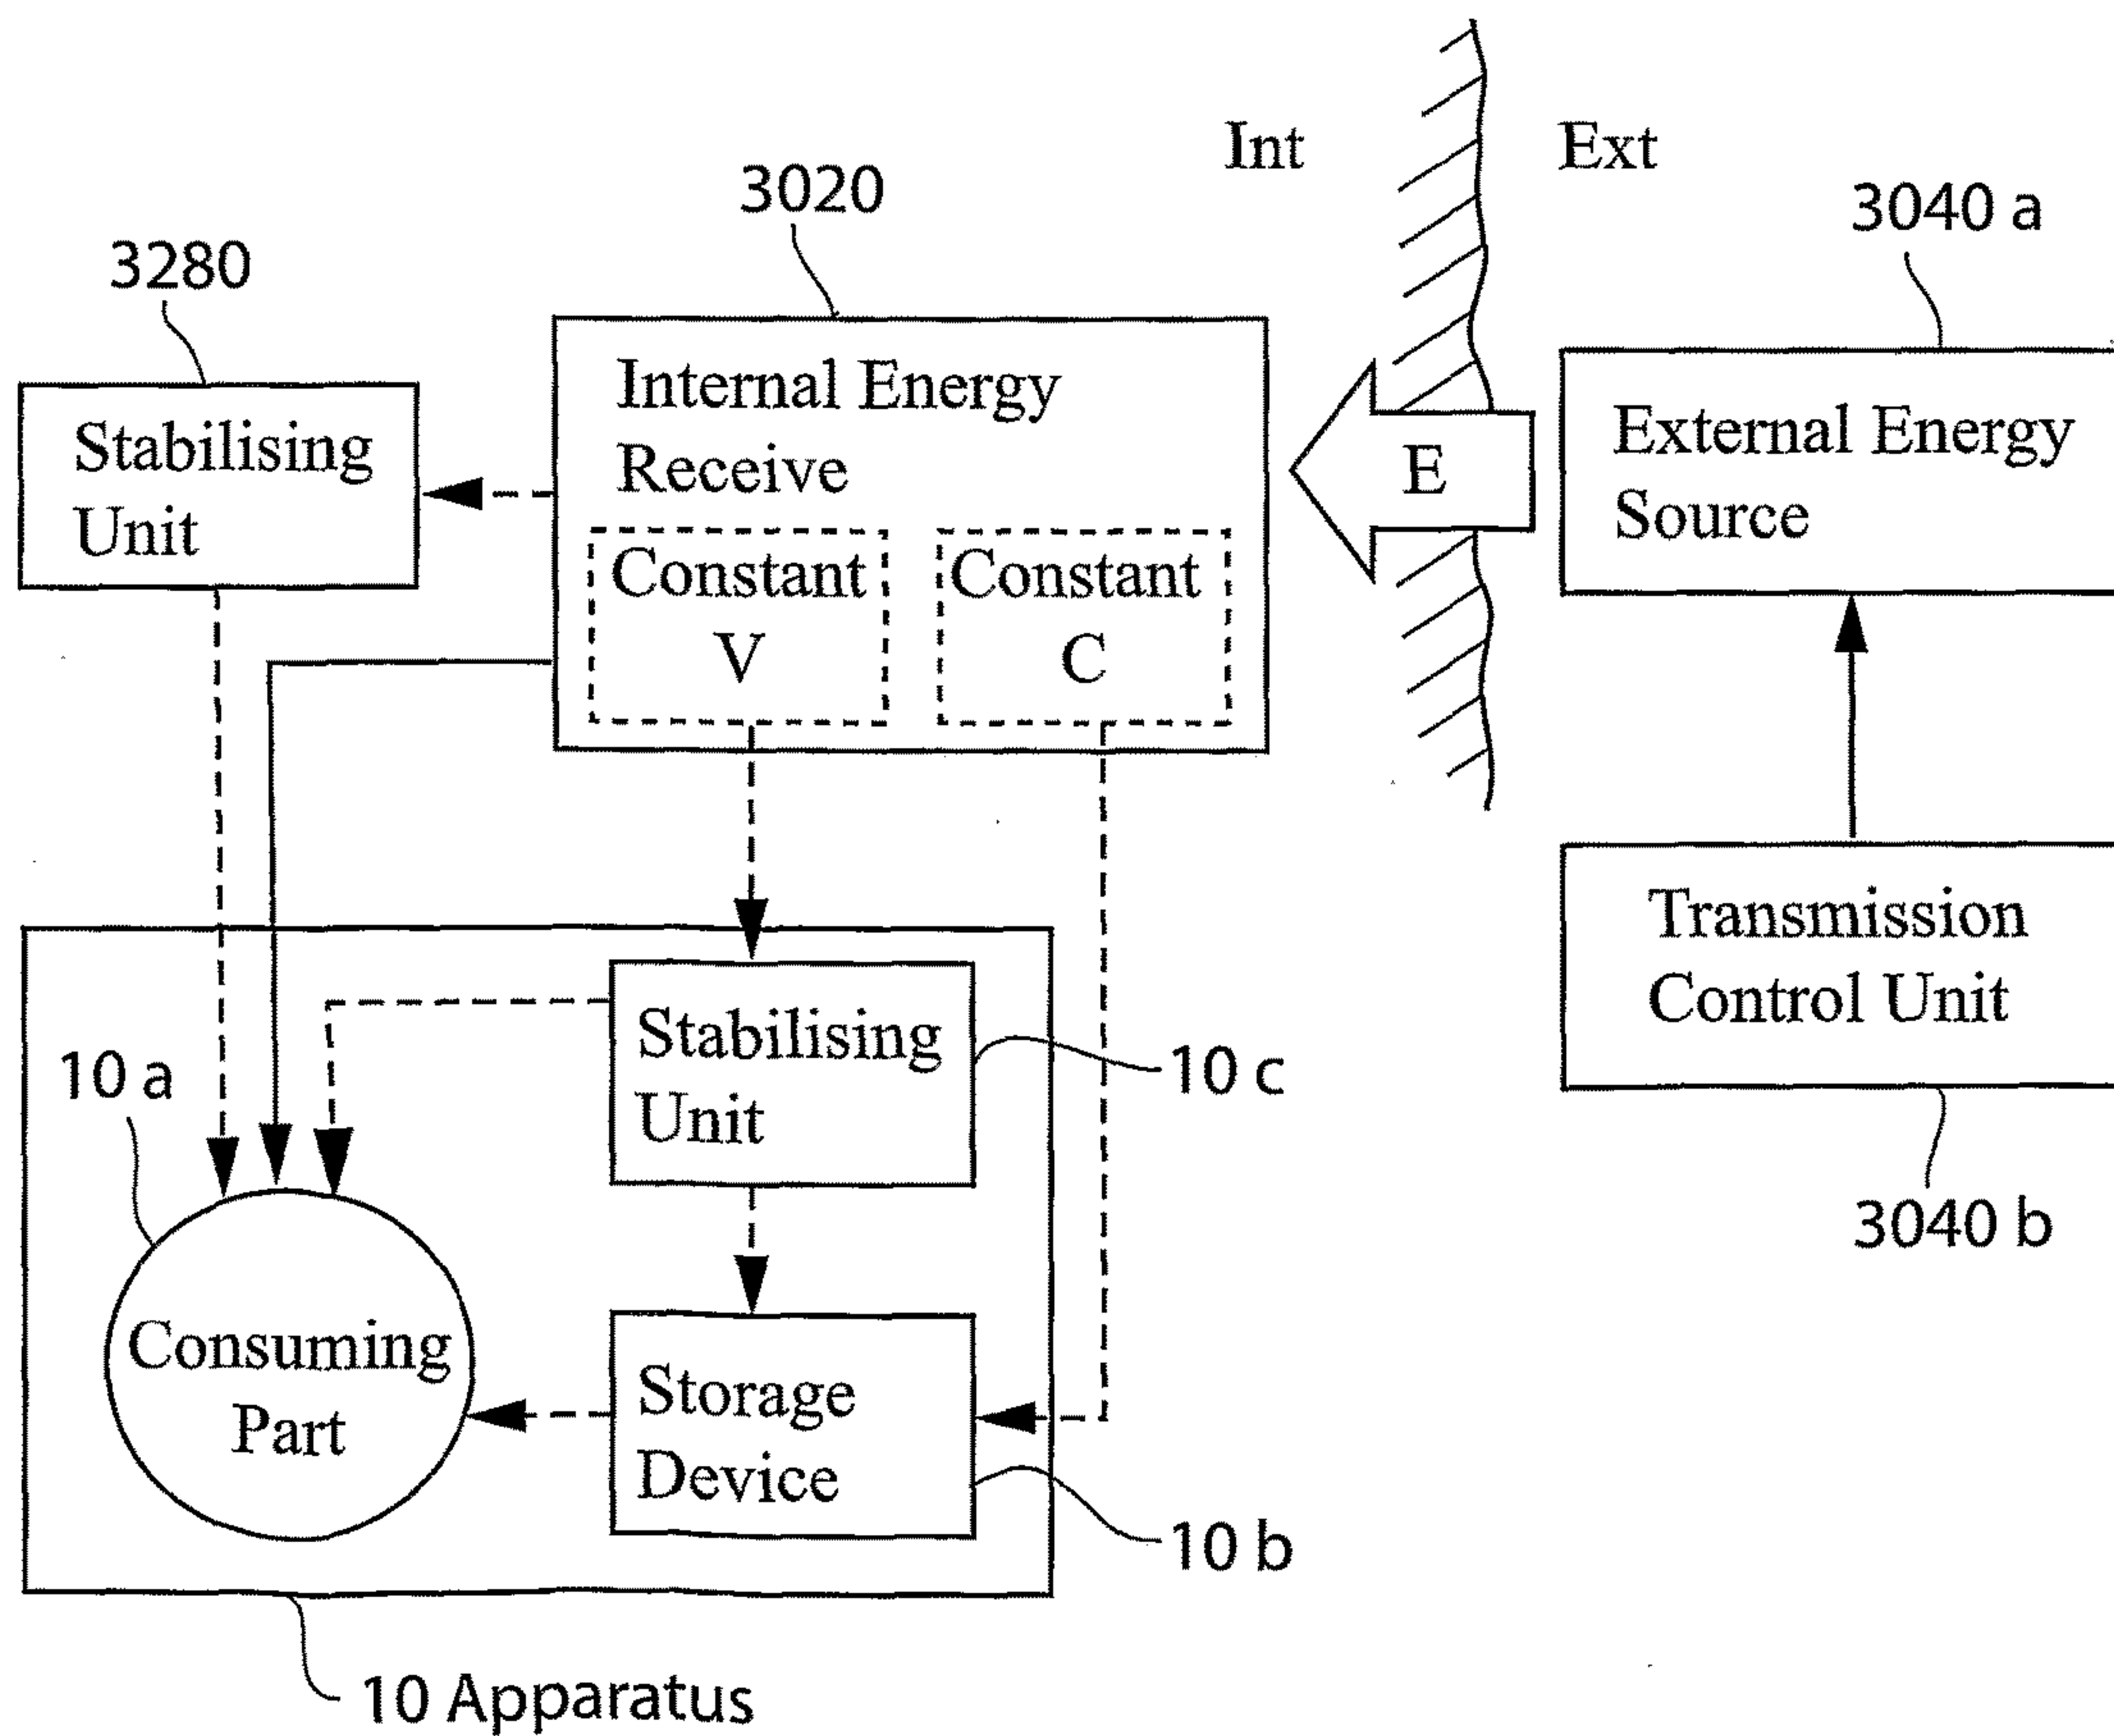 Int
Ext
3020
3040 a
3280
Internal Energy
Receive
Stabilising
Unit
E
External Energy
Source
Constant
V
Constant
C
Transmission
Control Unit
10 a
Stabilising
Unit
10 c
3040 b
Consuming
Part
Storage
Device
10 b
10 Apparatus